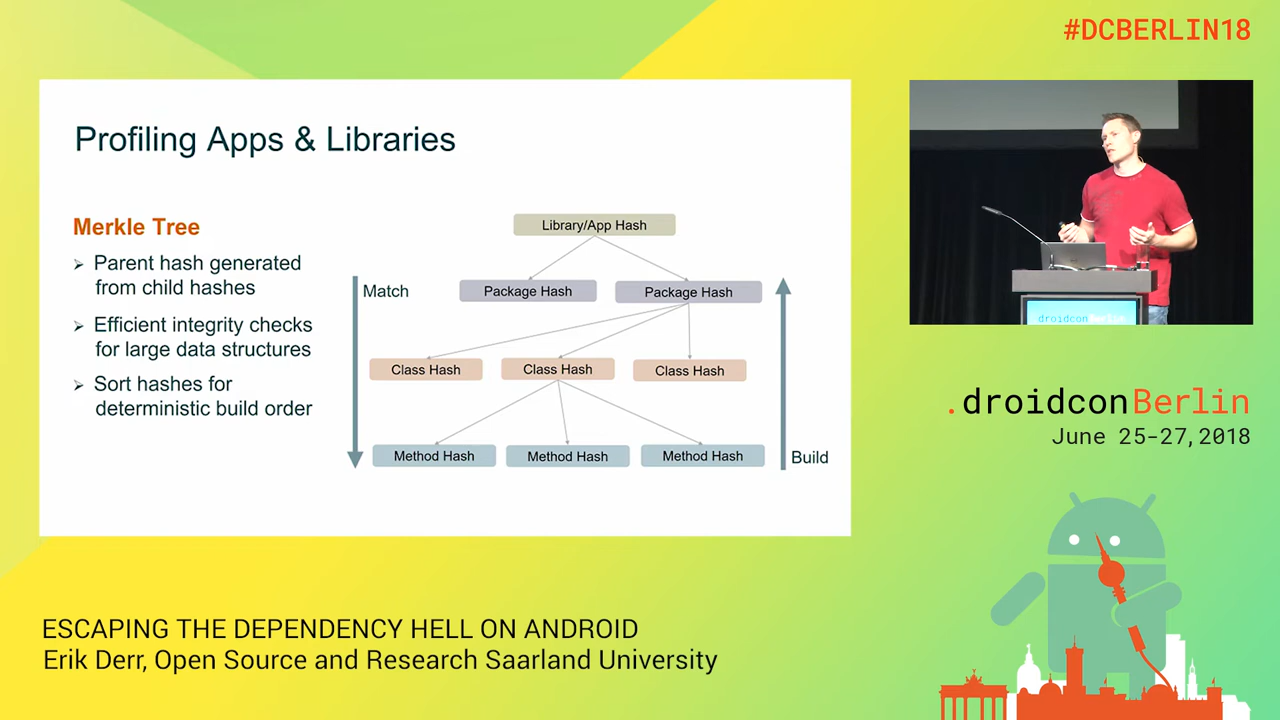 #DCBERLIN18
Profiling Apps & Libraries
Merkle Tree
➢ Parent hash generated
from child hashes
➢ Efficient integrity checks
for large data structures
➢ Sort hashes for
deterministic build order
Library/App Hash
Match
Package Hash
Package Hash
Class Hash
Class Hash
Class Hash
Method Hash
Method Hash
Method Hash
Build
droidconBerlin
.droidconBerlin
June 25-27,2018
ESCAPING THE DEPENDENCY HELL ON ANDROID
Erik Derr, Open Source and Research Saarland University